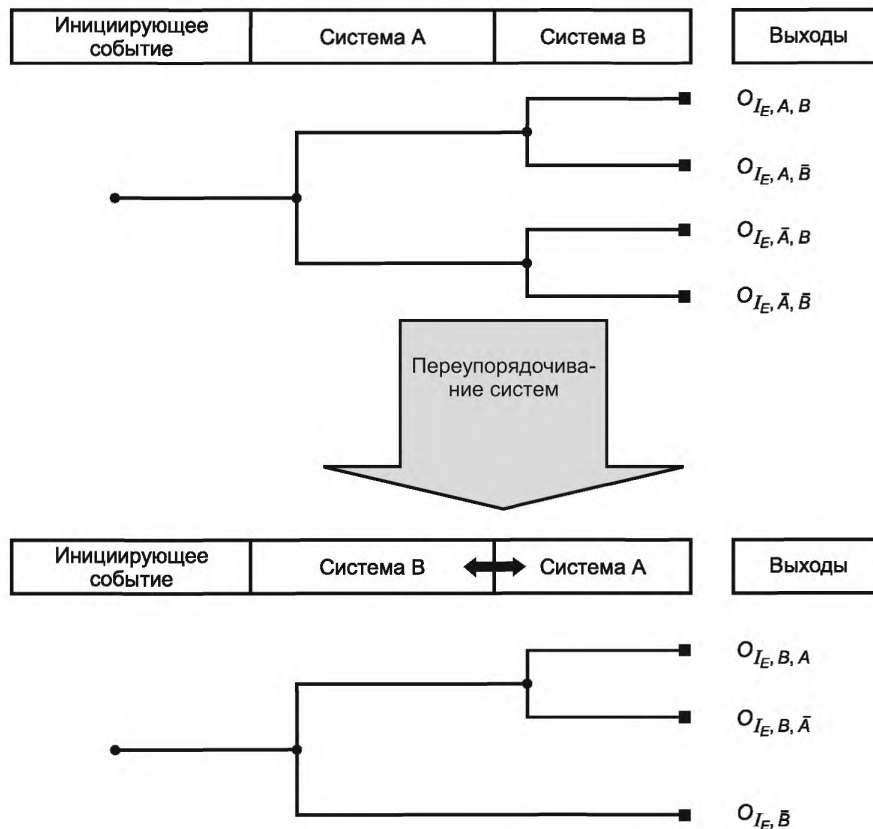 Инициирующее
событие
Система A
Система B
Выходы
O_{I_E, A, B}
O_{I_E, A, B̄}
O_{I_E, Ā, B}
O_{I_E, Ā, B̄}
Переупорядочива-
ние систем
Инициирующее
событие
Система B
Система A
Выходы
O_{I_E, B, A}
O_{I_E, B, Ā}
O_{I_E, B̄}